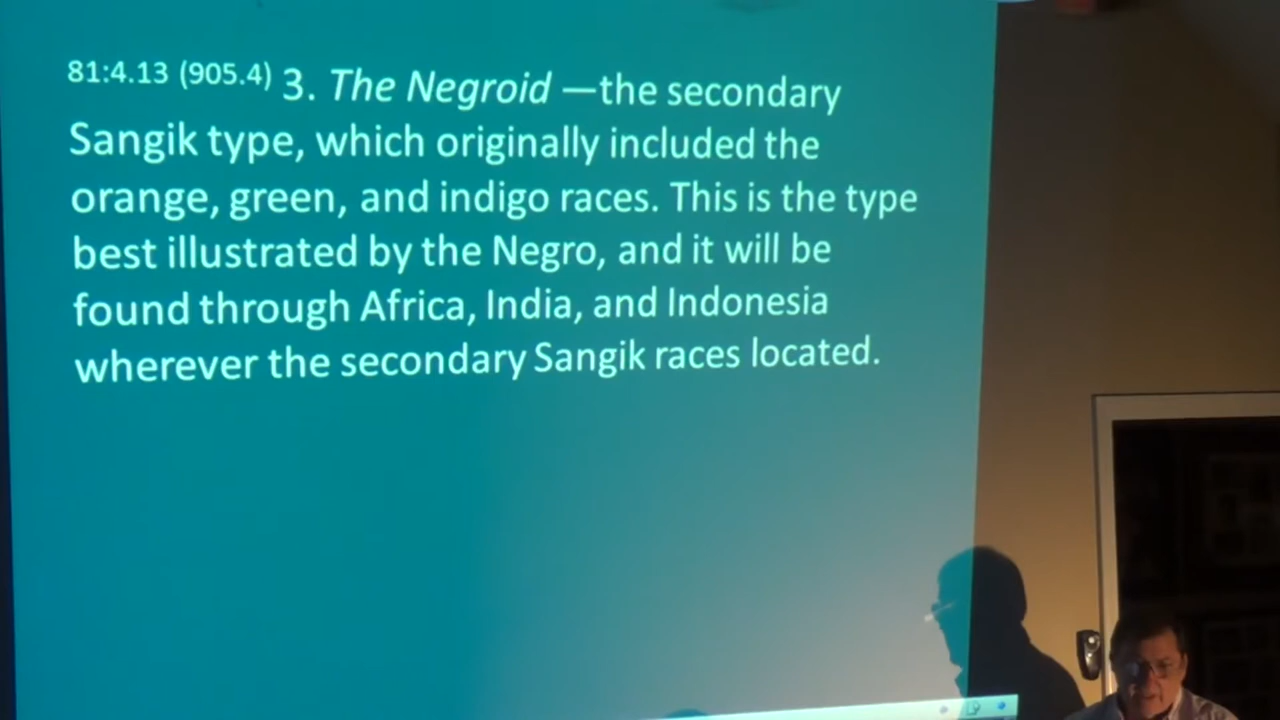 81:4.13 (905.4) 3. The Negroid —the secondary
Sangik type, which originally included the
orange, green, and indigo races. This is the type
best illustrated by the Negro, and it will be
found through Africa, India, and Indonesia
wherever the secondary Sangik races located.